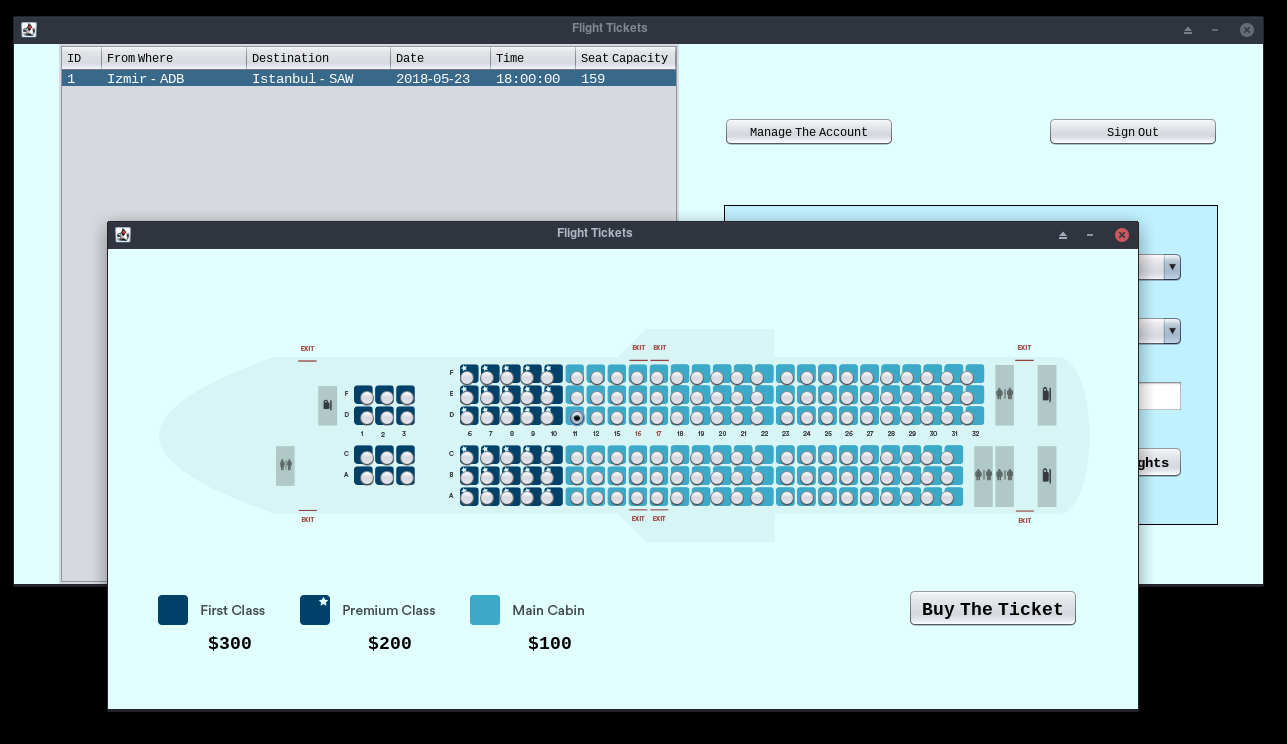 Flight Tickets
ID From Where Destination Date Time Seat Capacity
1 Izmir - ADB Istanbul - SAW 2018-05-23 18:00:00 159
Manage The Account
Sign Out
ghts
Flight Tickets
EXIT EXIT EXIT EXIT
F
F
E
D
D
1 2 3 6 7 8 9 10 11 12 15 16 17 18 19 20 21 22 23 24 25 26 27 28 29 30 31 32
C
C
A
B
A
EXIT EXIT EXIT EXIT
First Class Premium Class Main Cabin
$300 $200 $100
Buy The Ticket